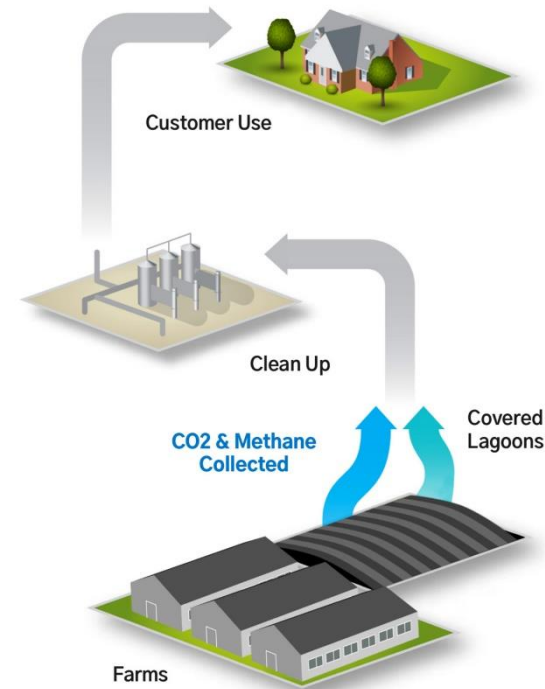 Customer Use
Clean Up
CO2 & Methane
Collected
Covered
Lagoons
Farms